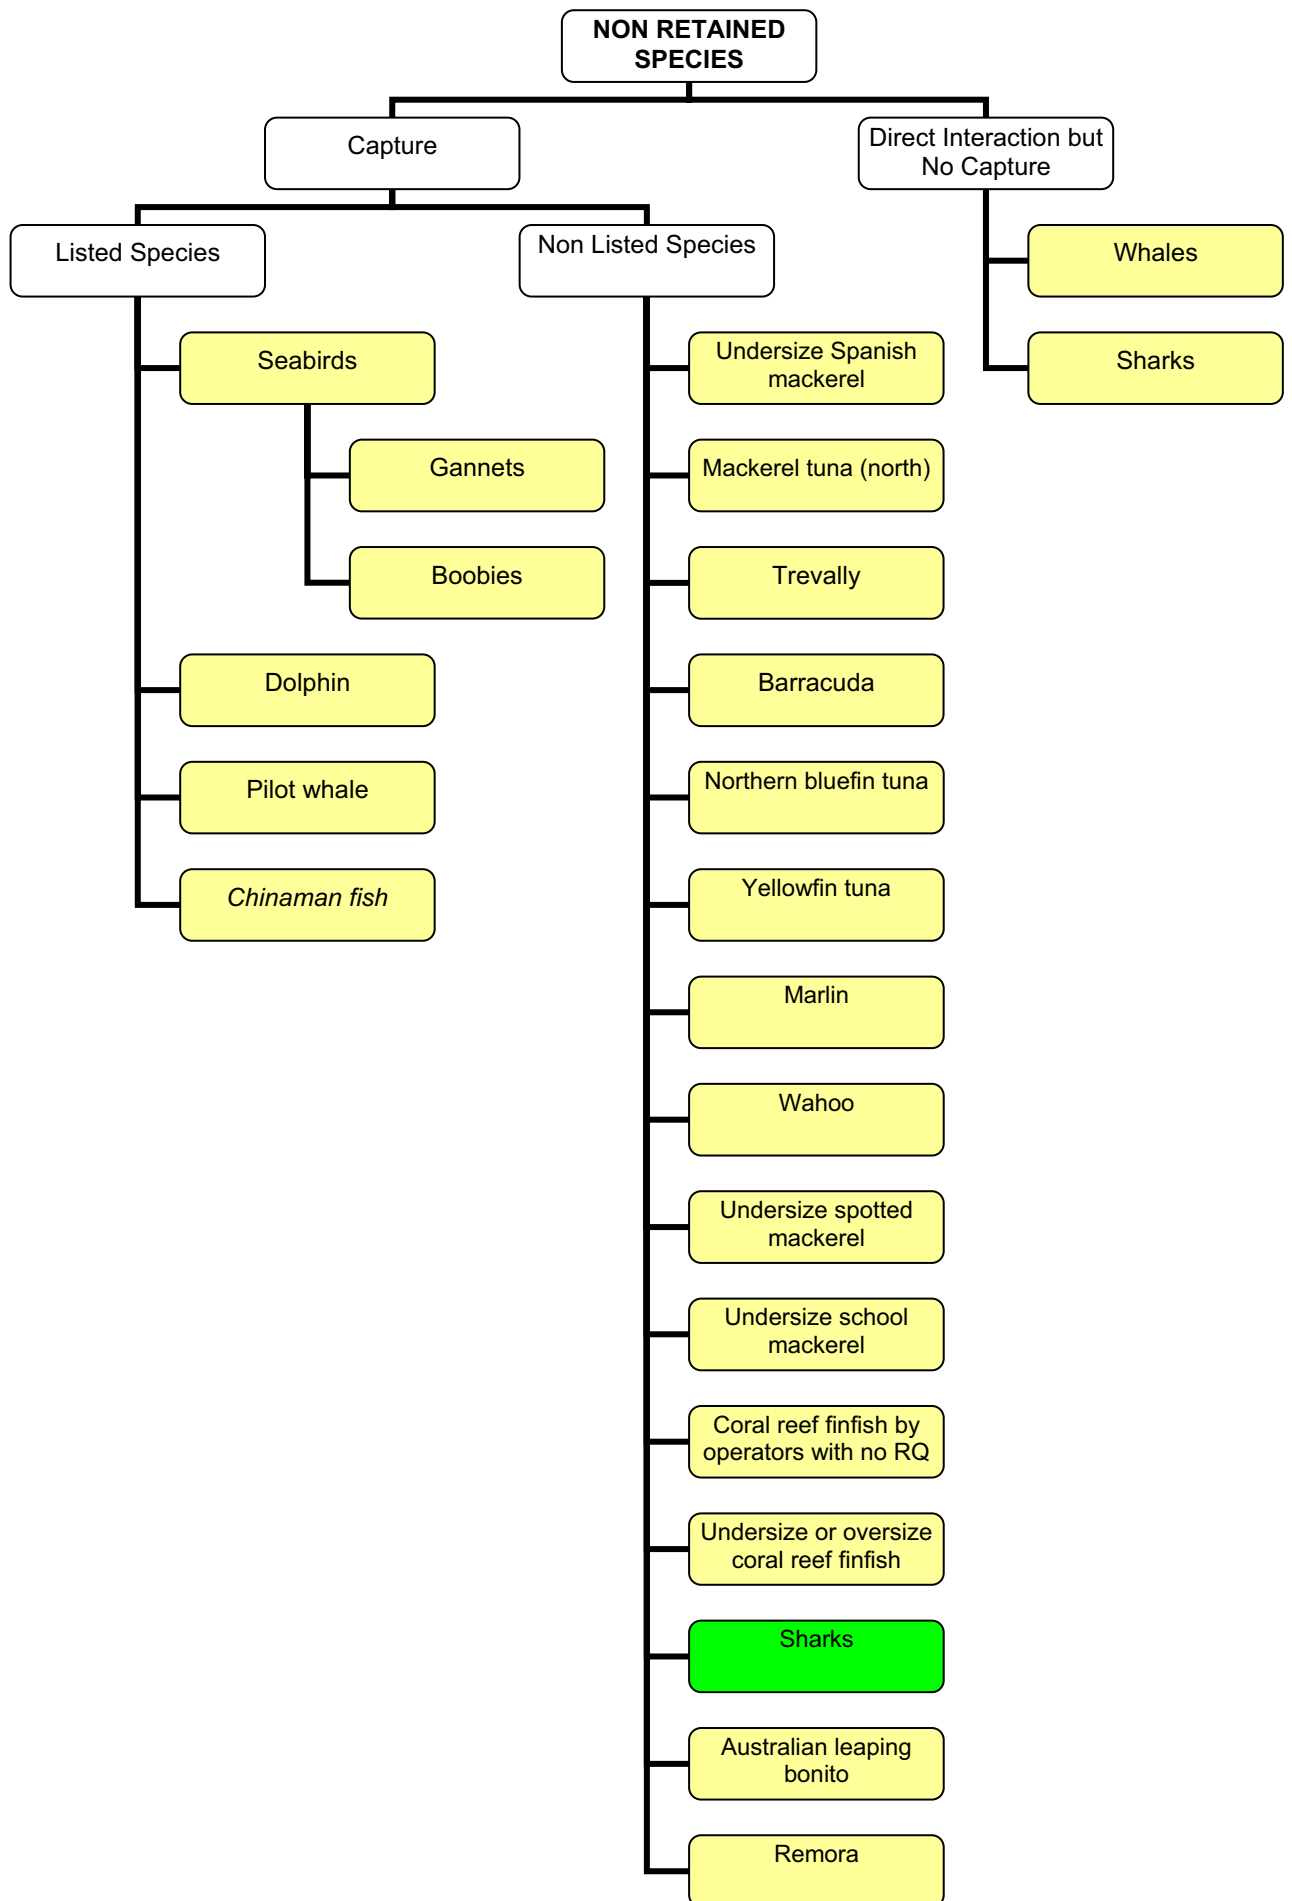 NON RETAINED
SPECIES
Capture
Direct Interaction but
No Capture
Listed Species
Non Listed Species
Whales
Seabirds
Undersize Spanish
mackerel
Sharks
Gannets
Mackerel tuna (north)
Boobies
Trevally
Dolphin
Barracuda
Pilot whale
Northern bluefin tuna
Chinaman fish
Yellowfin tuna
Marlin
Wahoo
Undersize spotted
mackerel
Undersize school
mackerel
Coral reef finfish by
operators with no RQ
Undersize or oversize
coral reef finfish
Sharks
Australian leaping
bonito
Remora